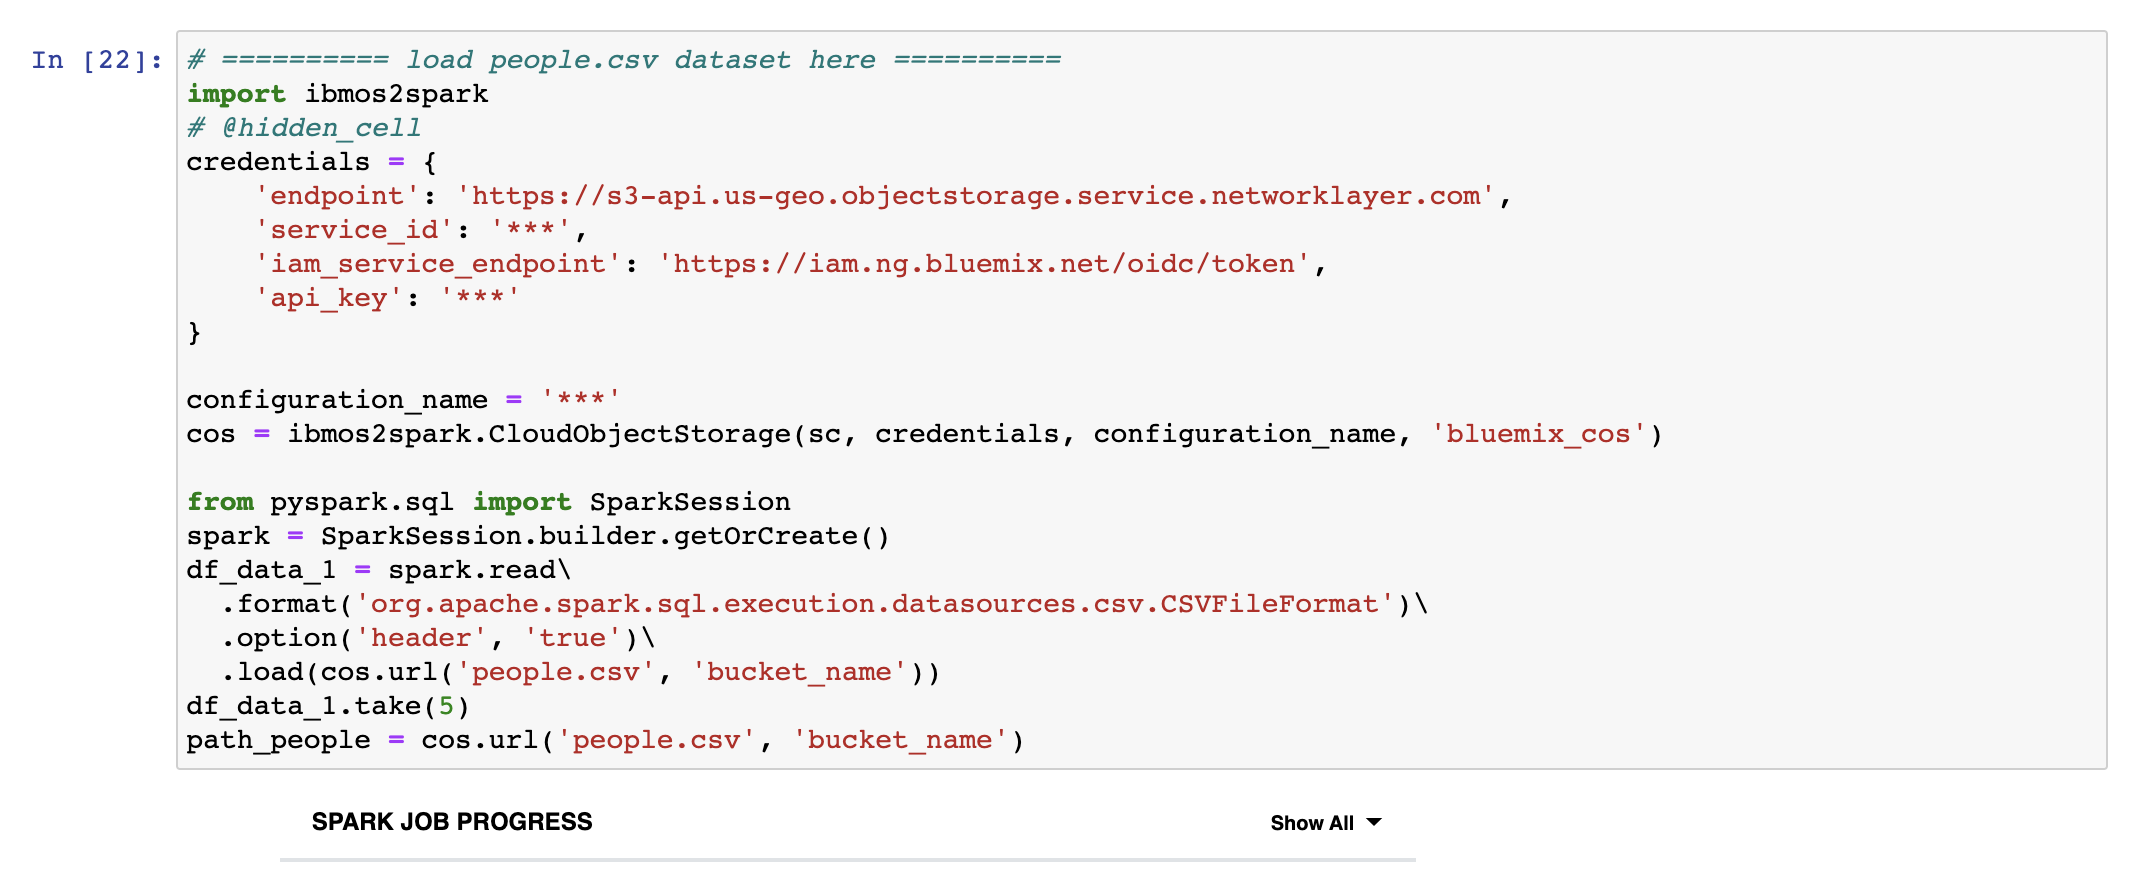 In [22]: # ========== load people.csv dataset here ==========
import ibmos2spark
# @hidden_cell
credentials = {
    'endpoint': 'https://s3-api.us-geo.objectstorage.service.networklayer.com',
    'service_id': '***',
    'iam_service_endpoint': 'https://iam.ng.bluemix.net/oidc/token',
    'api_key': '***'
}

configuration_name = '***'
cos = ibmos2spark.CloudObjectStorage(sc, credentials, configuration_name, 'bluemix_cos')

from pyspark.sql import SparkSession
spark = SparkSession.builder.getOrCreate()
df_data_1 = spark.read\
  .format('org.apache.spark.sql.execution.datasources.csv.CSVFileFormat')\
  .option('header', 'true')\
  .load(cos.url('people.csv', 'bucket_name'))
df_data_1.take(5)
path_people = cos.url('people.csv', 'bucket_name')
SPARK JOB PROGRESS Show All